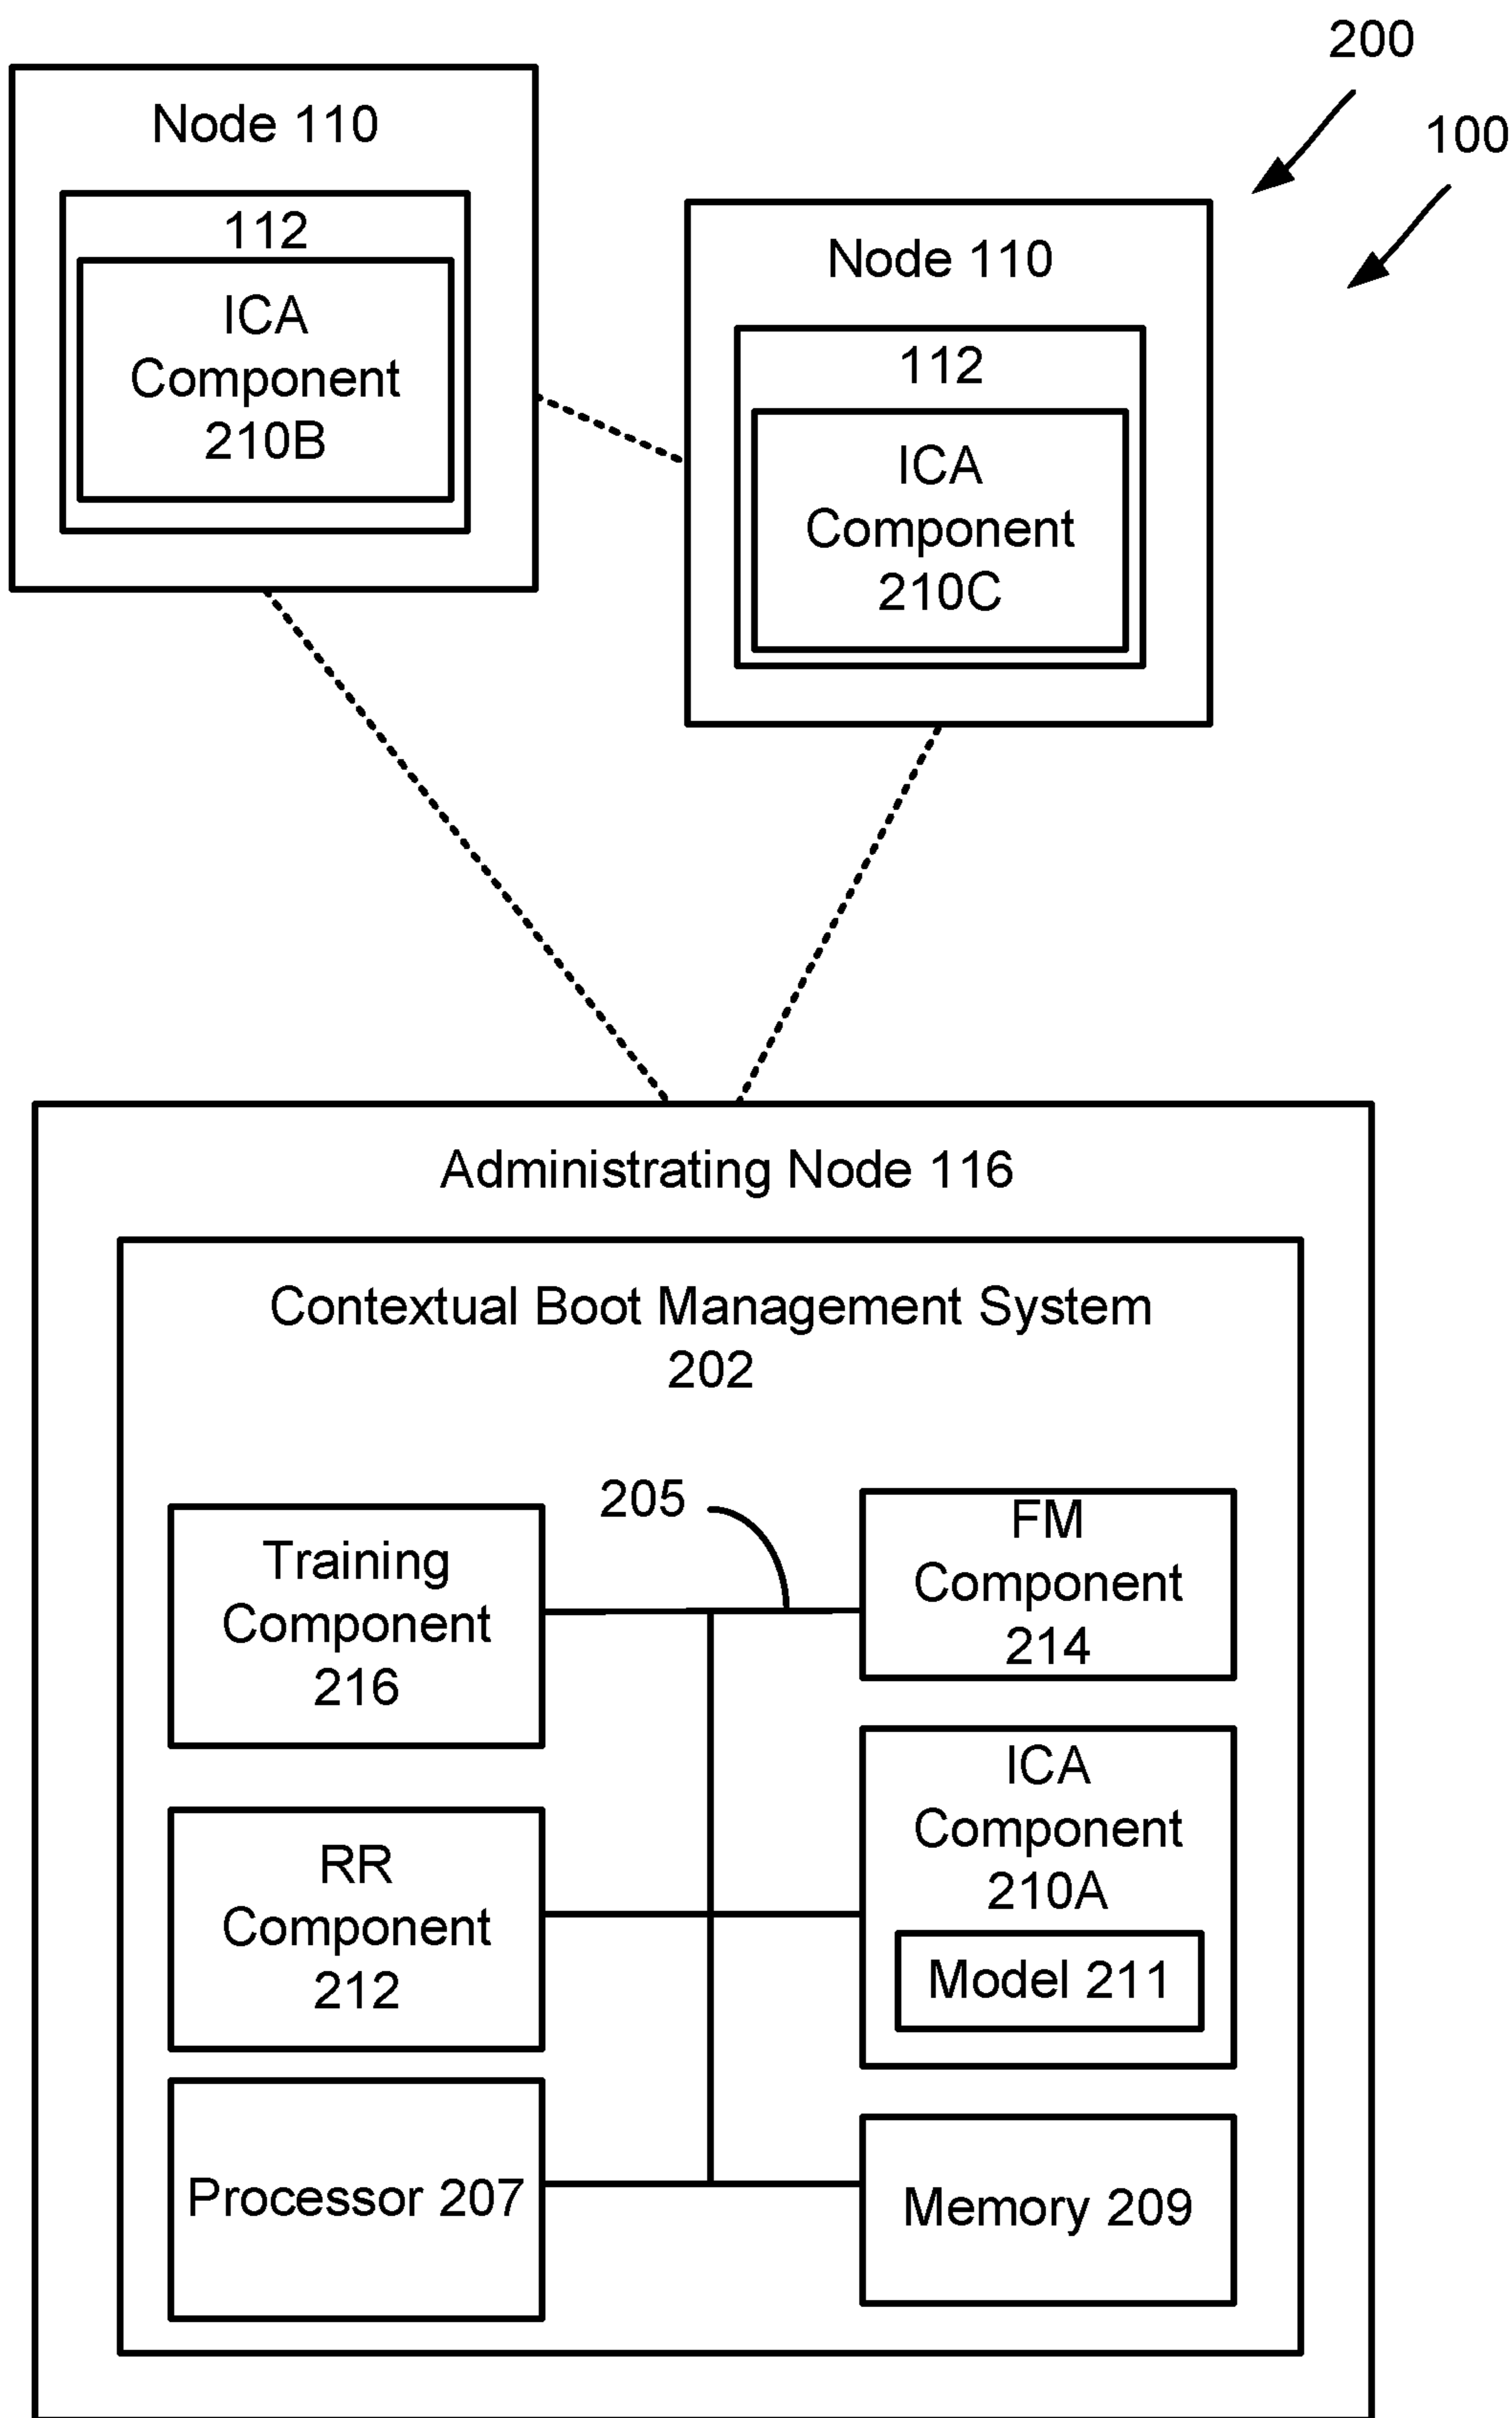 200
100
Node 110
112
ICA
Component
210B
Node 110
112
ICA
Component
210C
Administrating Node 116
Contextual Boot Management System
202
205
Training
Component
216
FM
Component
214
RR
Component
212
ICA
Component
210A
Model 211
Processor 207
Memory 209